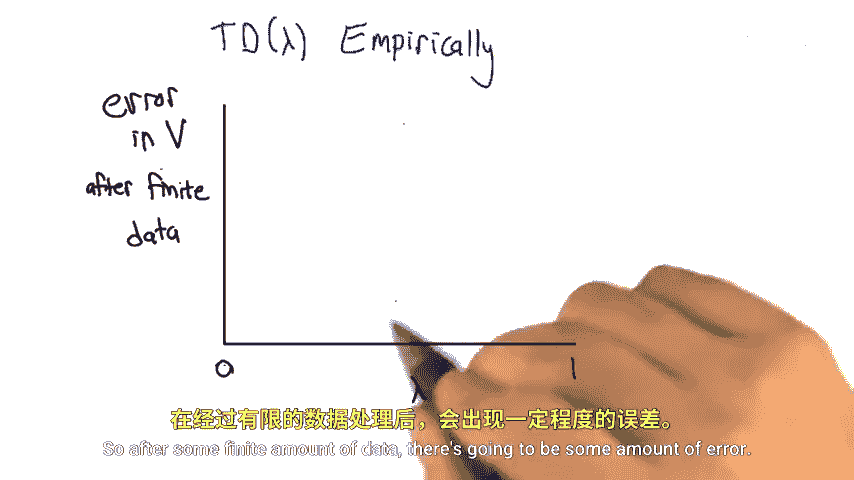 TD(λ) Empirically
error
in V
after finite
data
0
1
λ
在经过有限的数据处理后，会出现一定程度的误差。
So after some finite amount of data, there's going to be some amount of error.